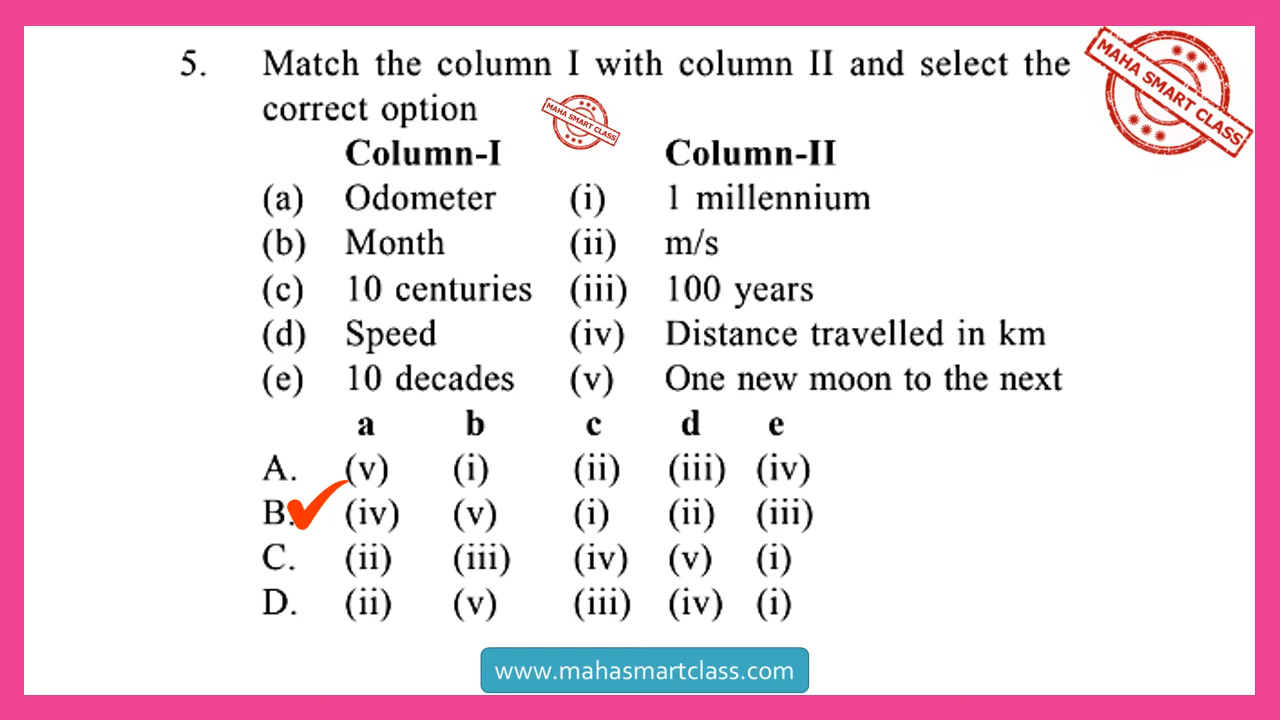 5. Match the column I with column II and select the
correct option
MAHA SMART CLASS
MAHA SMART CLASS
Column-I Column-II
(a) Odometer (i) 1 millennium
(b) Month (ii) m/s
(c) 10 centuries (iii) 100 years
(d) Speed (iv) Distance travelled in km
(e) 10 decades (v) One new moon to the next
a b c d e
A. (v) (i) (ii) (iii) (iv)
B. (iv) (v) (i) (ii) (iii)
C. (ii) (iii) (iv) (v) (i)
D. (ii) (v) (iii) (iv) (i)
www.mahasmartclass.com